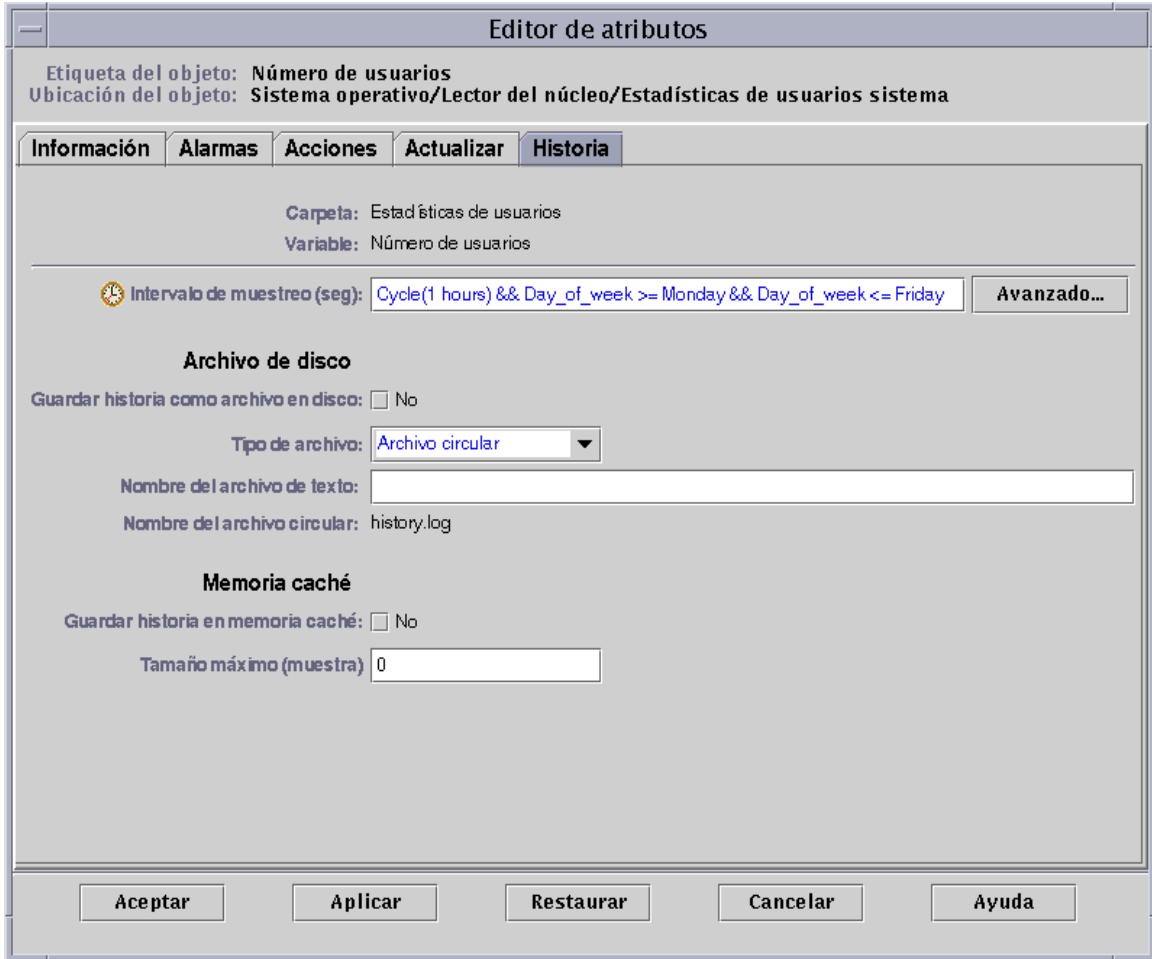 Editor de atributos
Etiqueta del objeto: Número de usuarios
Ubicación del objeto: Sistema operativo/Lector del núcleo/Estadísticas de usuarios sistema
Información Alarmas Acciones Actualizar Historia
Carpeta: Estadísticas de usuarios
Variable: Número de usuarios
Intervalo de muestreo (seg): Cycle(1 hours) && Day_of_week >= Monday && Day_of_week <= Friday Avanzado...
Archivo de disco
Guardar historia como archivo en disco: No
Tipo de archivo: Archivo circular
Nombre del archivo de texto:
Nombre del archivo circular: history.log
Memoria caché
Guardar historia en memoria caché: No
Tamaño máximo (muestra) 0
Aceptar Aplicar Restaurar Cancelar Ayuda